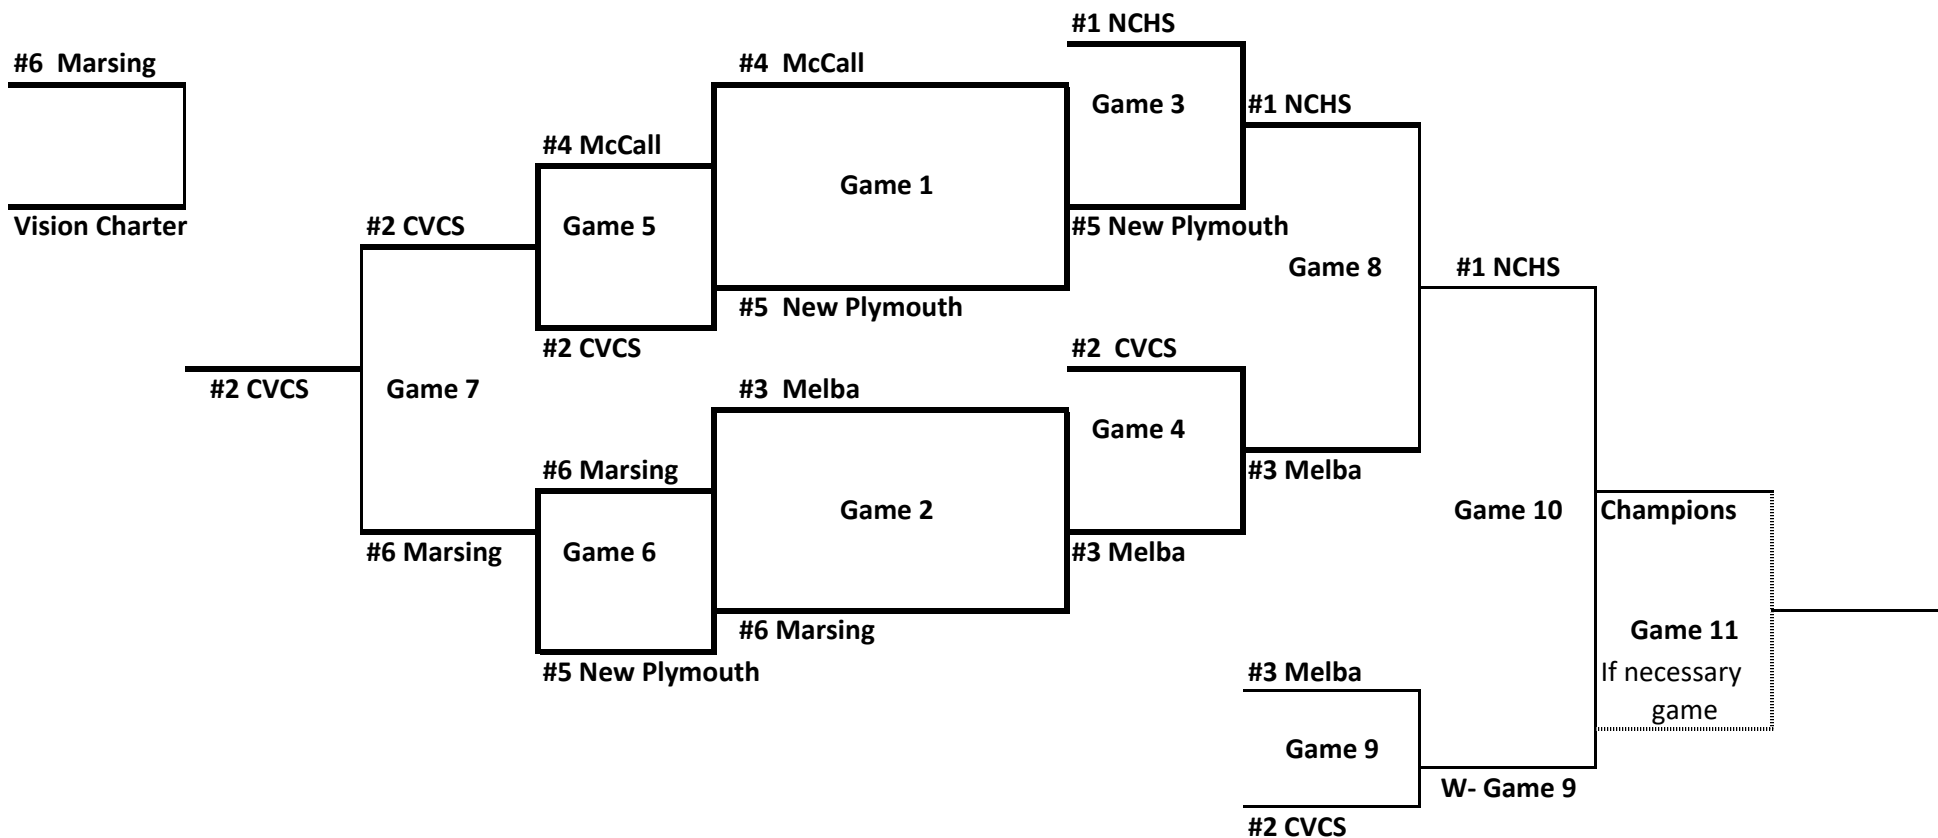 #1 NCHS
#6  Marsing
#4  McCall
Game 3
#1 NCHS
#4 McCall
Game 1
Vision Charter
#2 CVCS
Game 5
#5 New Plymouth
Game 8
#1 NCHS
#5  New Plymouth
#2 CVCS
#2  CVCS
#2 CVCS
Game 7
#3  Melba
Game 4
#6 Marsing
#3 Melba
Game 2
Game 10
Champions
#6 Marsing
Game 6
#3 Melba
#6 Marsing
Game 11
#5 New Plymouth
#3 Melba
If necessary
game
Game 9
W- Game 9
#2 CVCS